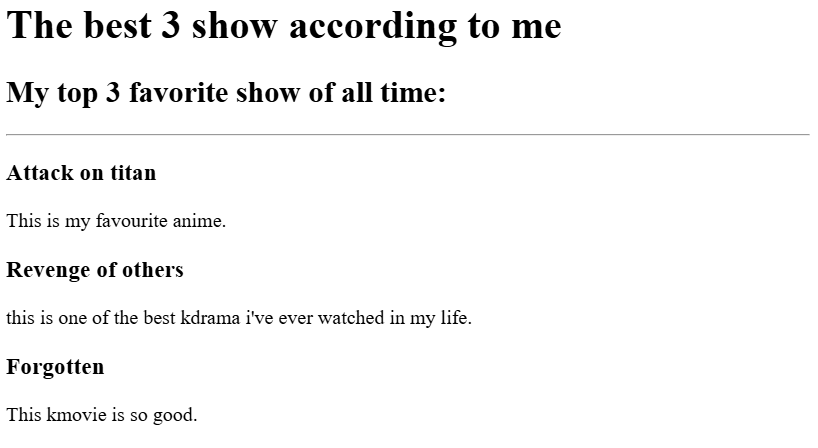 The best 3 show according to me
My top 3 favorite show of all time:
Attack on titan
This is my favourite anime.
Revenge of others
this is one of the best kdrama i've ever watched in my life.
Forgotten
This kmovie is so good.